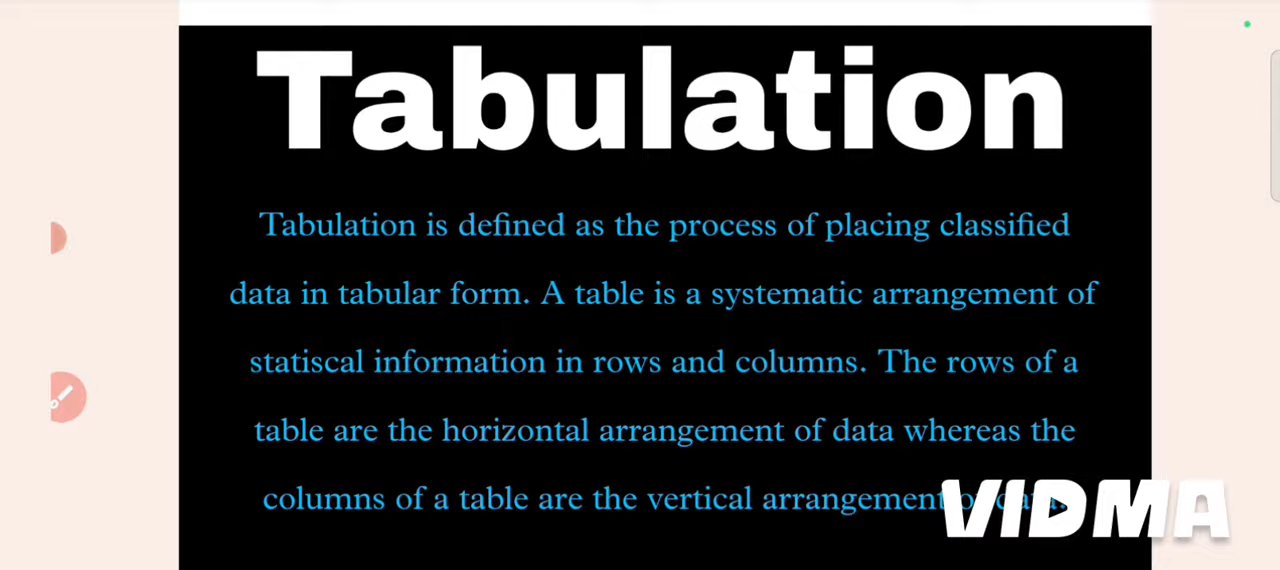 Tabulation
Tabulation is defined as the process of placing classified
data in tabular form. A table is a systematic arrangement of
statiscal information in rows and columns. The rows of a
table are the horizontal arrangement of data whereas the
columns of a table are the vertical arrangement of data.
VIDMA